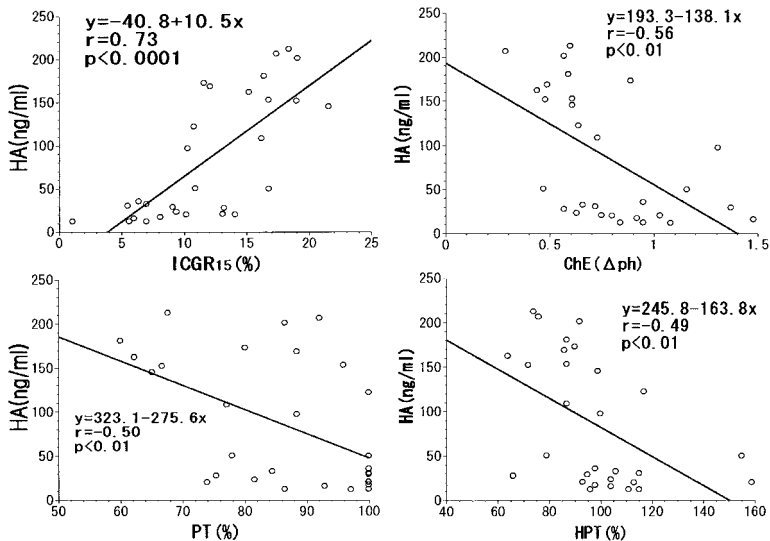 y=-40.8+10.5x
r=0.73
p<0.0001
HA(ng/ml)
250
200
150
100
50
0
0 5 10 15 20 25
ICGR15(%)
y=193.3-138.1x
r=-0.56
p<0.01
HA(ng/ml)
250
200
150
100
50
0
0 0.5 1 1.5
ChE(Δph)
HA(ng/ml)
250
200
150
100
50
0
y=323.1-275.6x
r=-0.50
p<0.01
50 60 70 80 90 100
PT(%)
y=245.8-163.8x
r=-0.49
p<0.01
HA(ng/ml)
250
200
150
100
50
0
40 60 80 100 120 140 160
HPT(%)